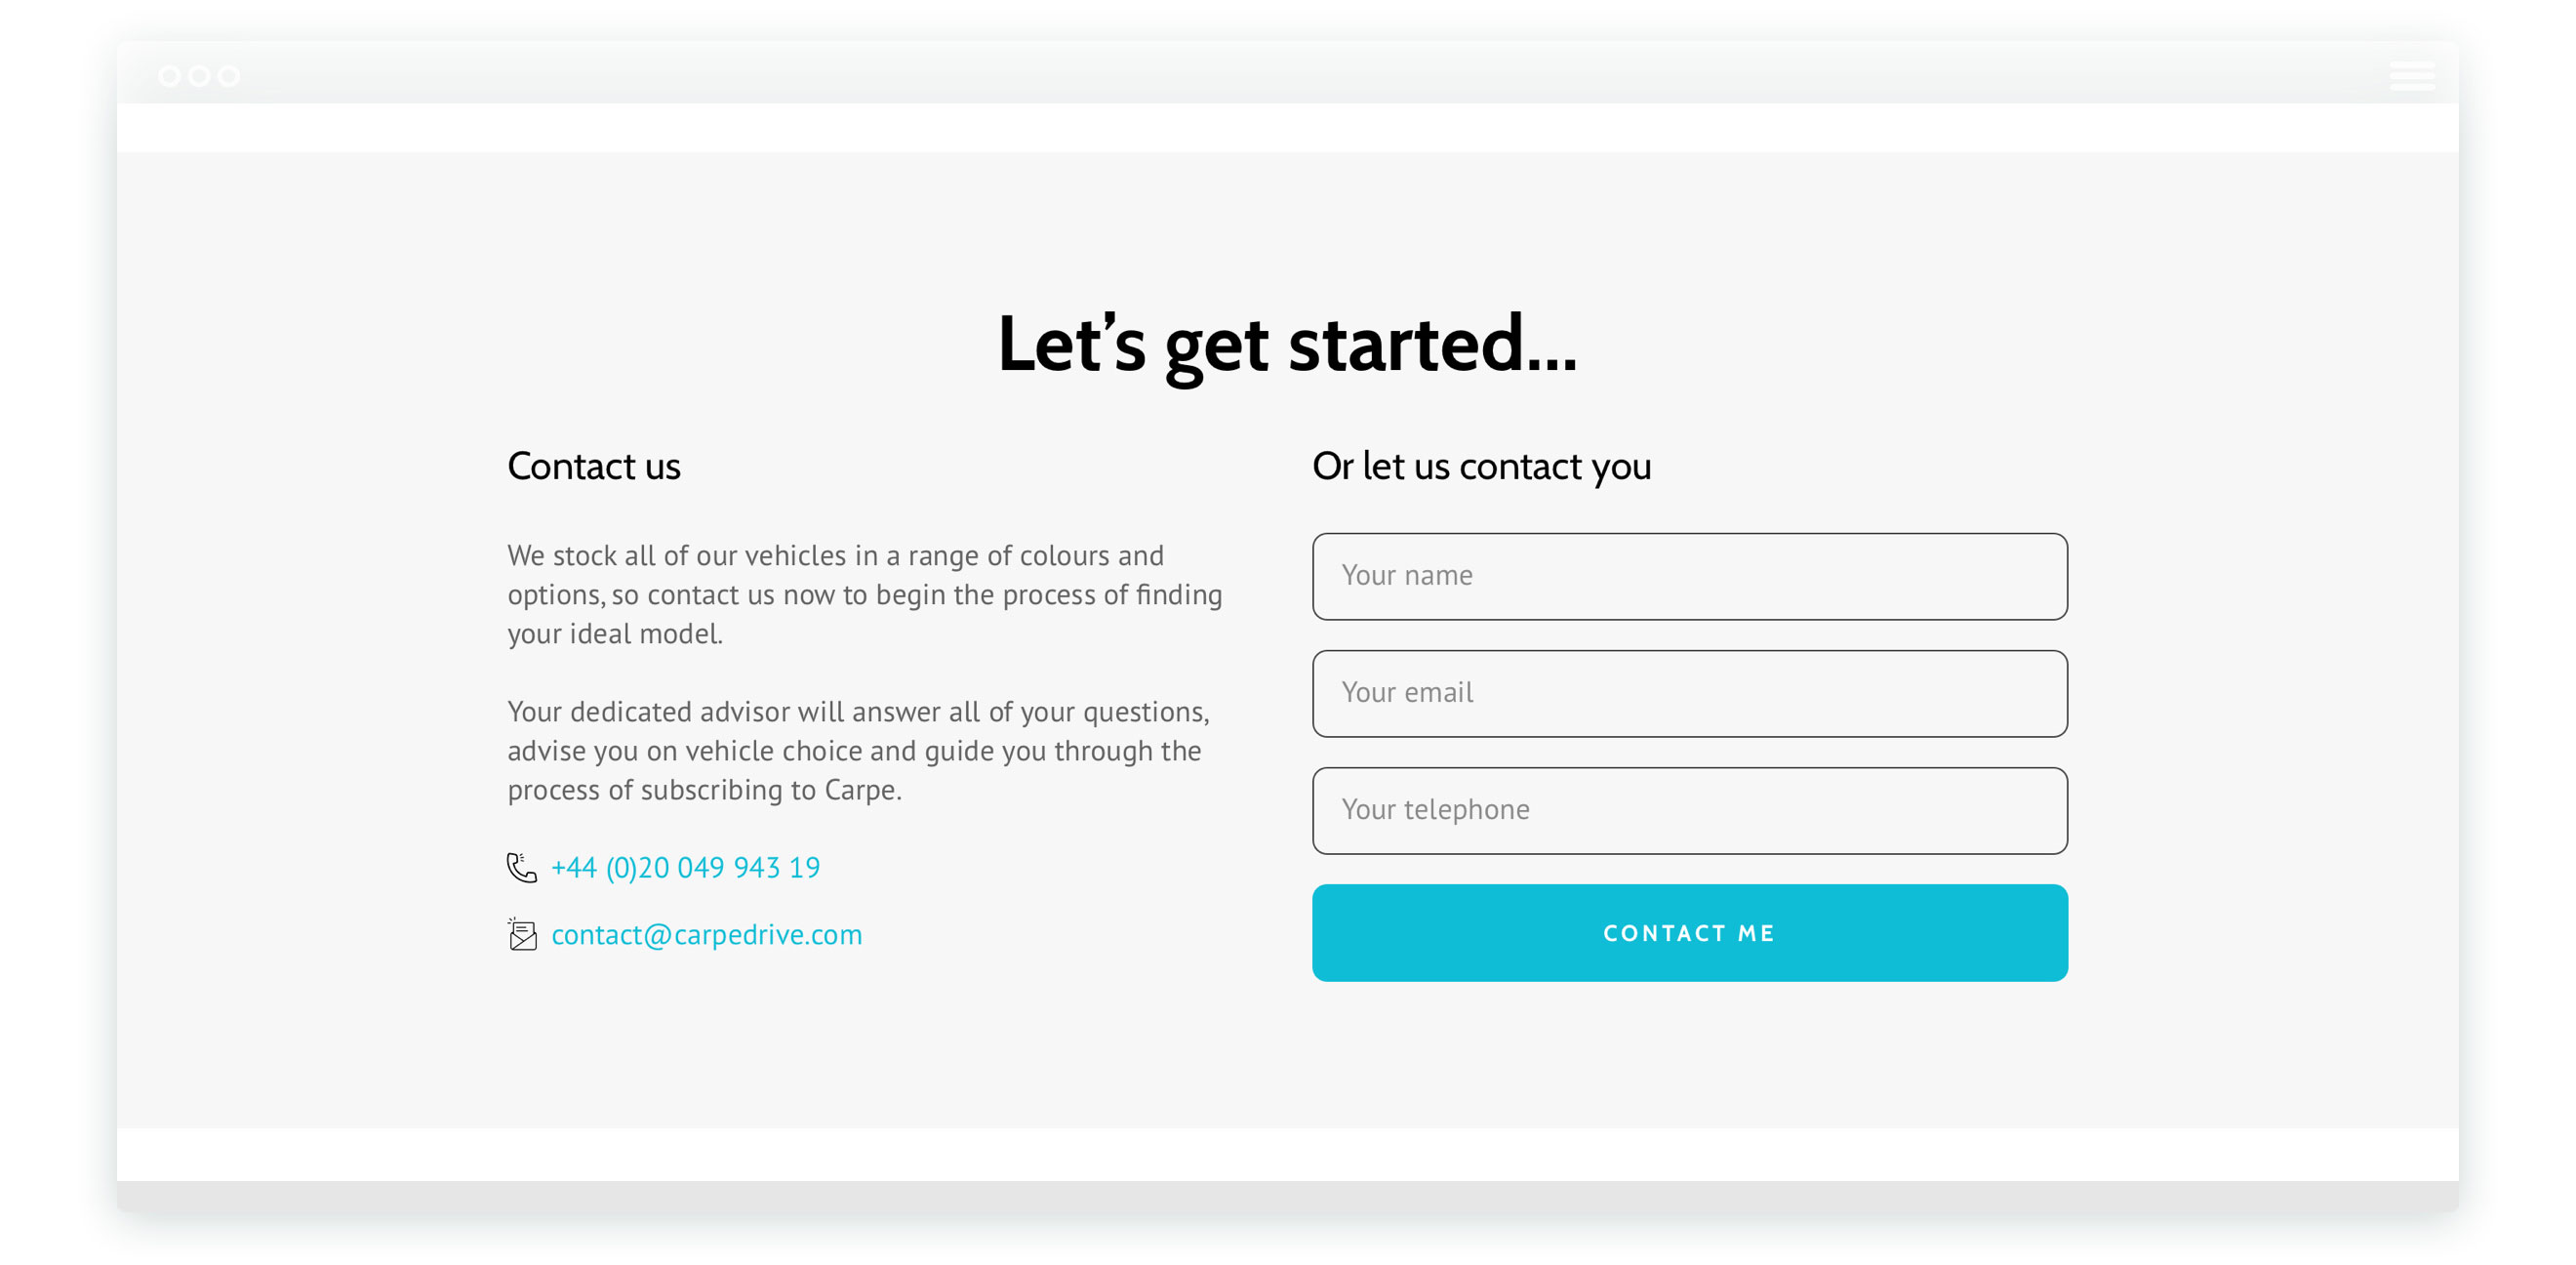 Let’s get started...
Contact us
We stock all of our vehicles in a range of colours and
options, so contact us now to begin the process of finding
your ideal model.
Your dedicated advisor will answer all of your questions,
advise you on vehicle choice and guide you through the
process of subscribing to Carpe.
+44 (0)20 049 943 19
contact@carpedrive.com
Or let us contact you
Your name
Your email
Your telephone
CONTACT ME